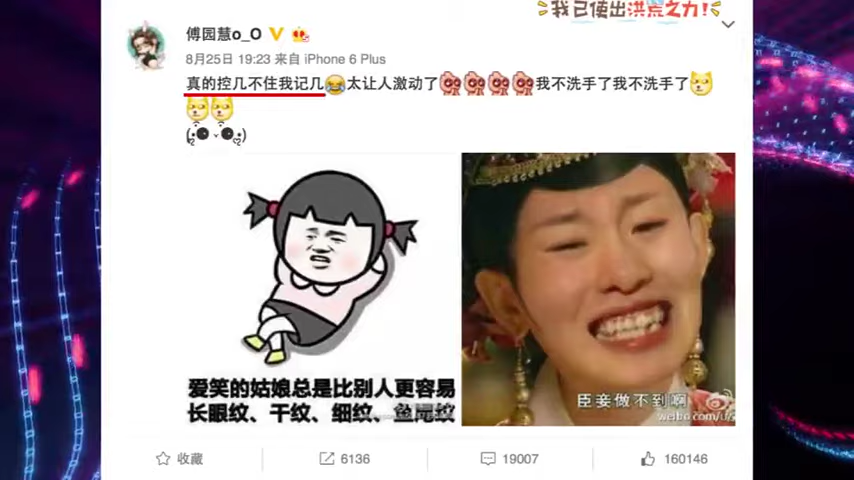 我已使出洪荒之力!
傅园慧o_O
8月25日 19:23 来自 iPhone 6 Plus
真的控几不住我记几😂太让人激动了我不洗手了我不洗手了
爱笑的姑娘总是比别人更容易
长眼纹、干纹、细纹、鱼尾纹
臣妾做不到啊
weibo.com/u/5
收藏
6136
19007
160146